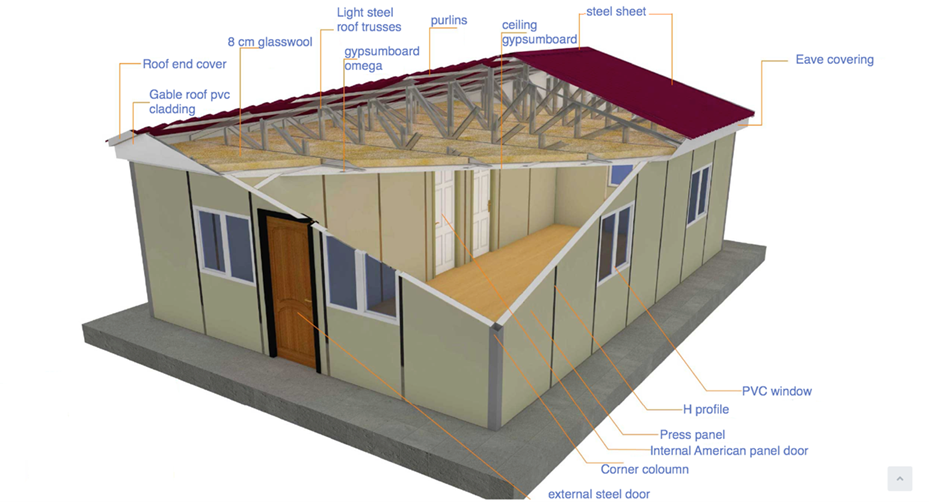 Light steel
roof trusses
purlins
steel sheet
ceiling
gypsumboard
8 cm glasswool
gypsumboard
omega
Roof end cover
Eave covering
Gable roof pvc
cladding
PVC window
H profile
Press panel
Internal American panel door
Corner coloumn
external steel door